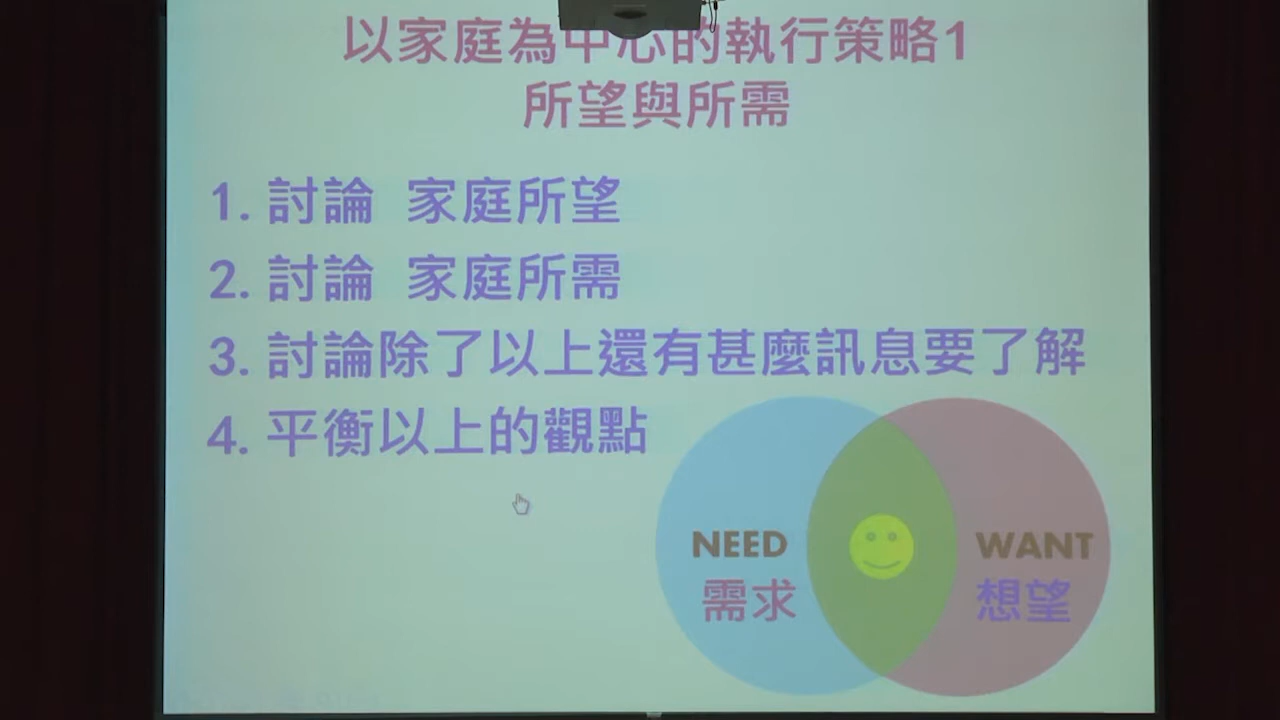 以家庭為中心的執行策略1
所望與所需
1. 討論 家庭所望
2. 討論 家庭所需
3. 討論除了以上還有甚麼訊息要了解
4. 平衡以上的觀點
NEED
需求
WANT
想望